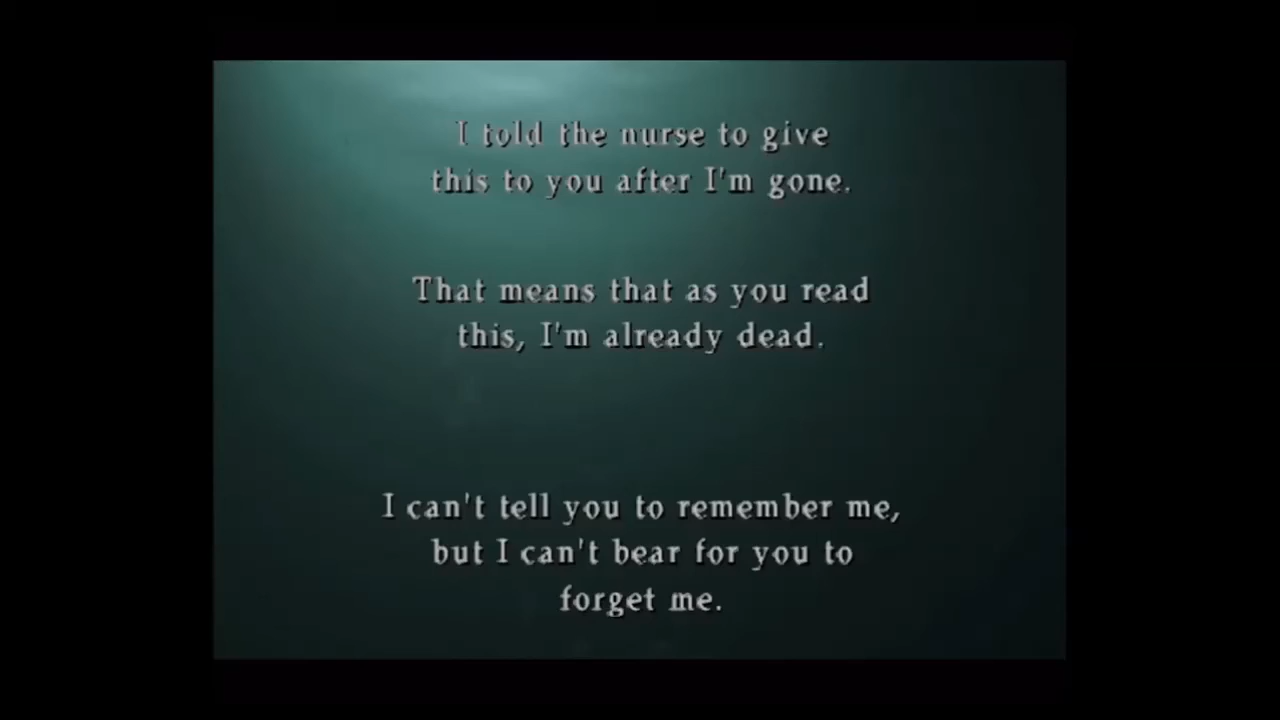 I told the nurse to give
this to you after I'm gone.
That means that as you read
this, I'm already dead.
I can't tell you to remember me,
but I can't bear for you to
forget me.